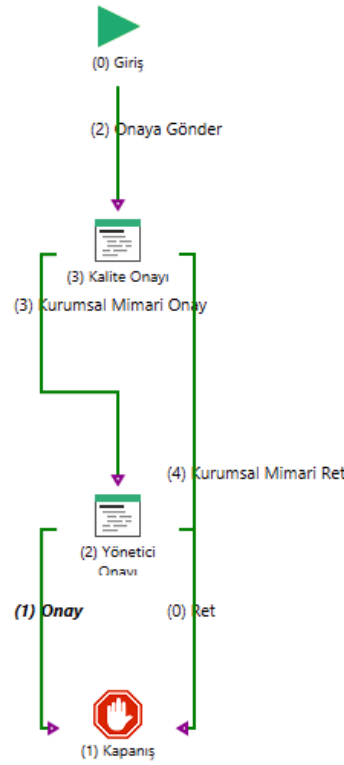 (0) Giriş
(2) Onaya Gönder
(3) Kalite Onayı
(3) Kurumsal Mimari Onay
(4) Kurumsal Mimari Ret
(2) Yönetici
Onayı
(1) Onay
(0) Ret
(1) Kapanış